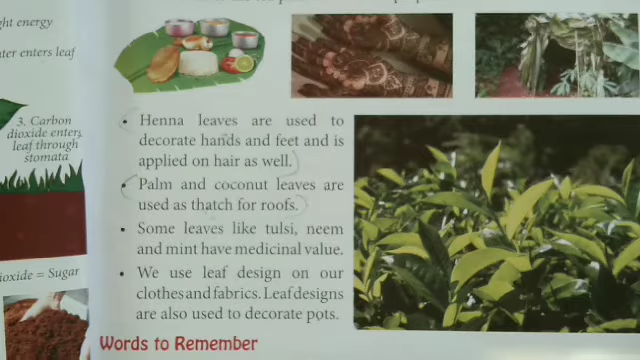 ght energy
ter enters leaf
3. Carbon
dioxide enters
leaf through
stomata
ioxide = Sugar
• Henna leaves are used to
decorate hands and feet and is
applied on hair as well.
• Palm and coconut leaves are
used as thatch for roofs.
• Some leaves like tulsi, neem
and mint have medicinal value.
• We use leaf design on our
clothes and fabrics. Leaf designs
are also used to decorate pots.
Words to Remember